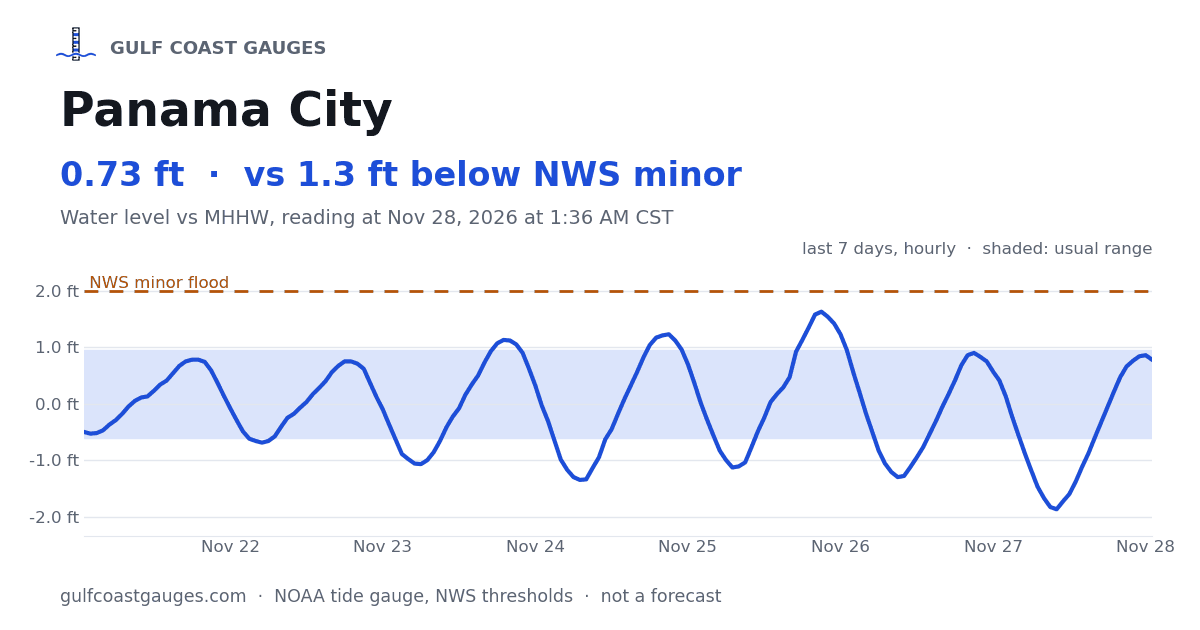 GULF COAST GAUGES
Panama City
0.73 ft · vs 1.3 ft below NWS minor
Water level vs MHHW, reading at Nov 28, 2026 at 1:36 AM CST
last 7 days, hourly · shaded: usual range
NWS minor flood
2.0 ft
1.0 ft
0.0 ft
-1.0 ft
-2.0 ft
Nov 22 Nov 23 Nov 24 Nov 25 Nov 26 Nov 27 Nov 28
gulfcoastgauges.com · NOAA tide gauge, NWS thresholds · not a forecast